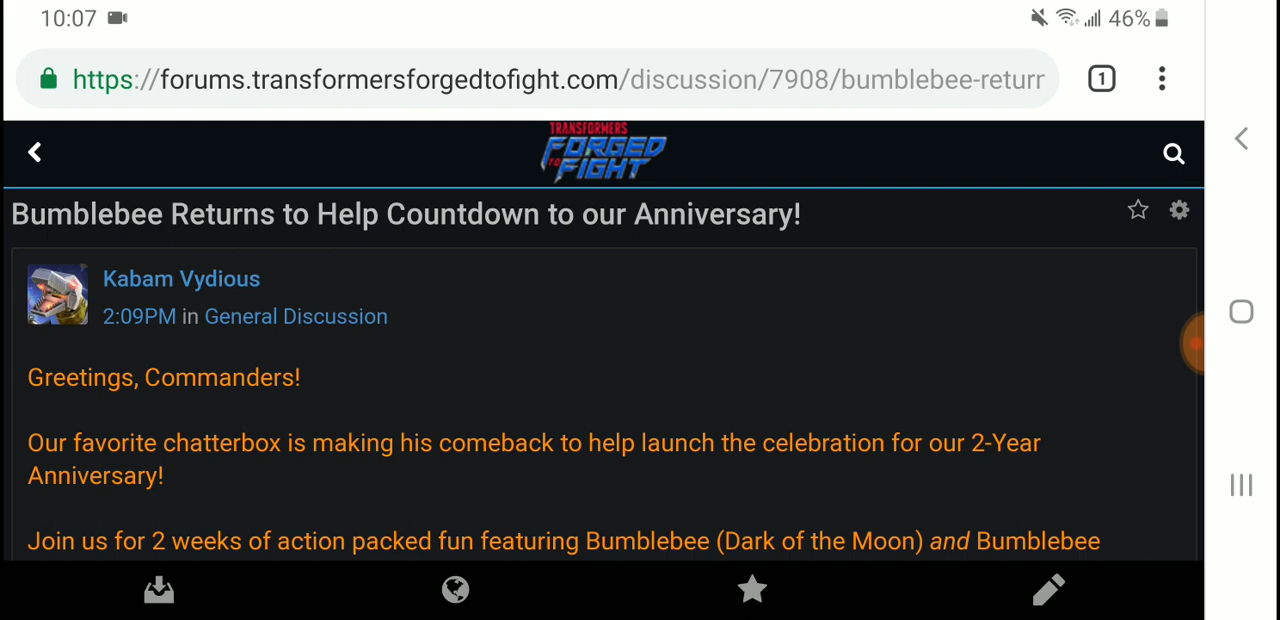 10:07
46%
https://forums.transformersforgedtofight.com/discussion/7908/bumblebee-returr
1
TRANSFORMERS
FORGED
TO
FIGHT
Bumblebee Returns to Help Countdown to our Anniversary!
Kabam Vydious
2:09PM in General Discussion
Greetings, Commanders!
Our favorite chatterbox is making his comeback to help launch the celebration for our 2-Year
Anniversary!
Join us for 2 weeks of action packed fun featuring Bumblebee (Dark of the Moon) and Bumblebee